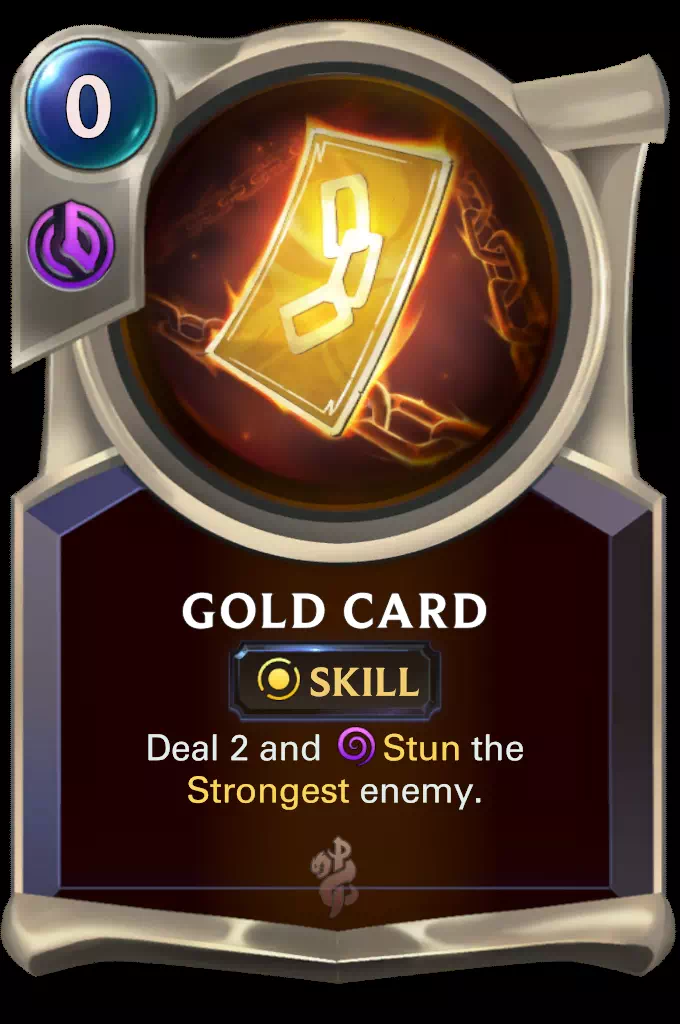 0
GOLD CARD
SKILL
Deal 2 and Stun the
Strongest enemy.